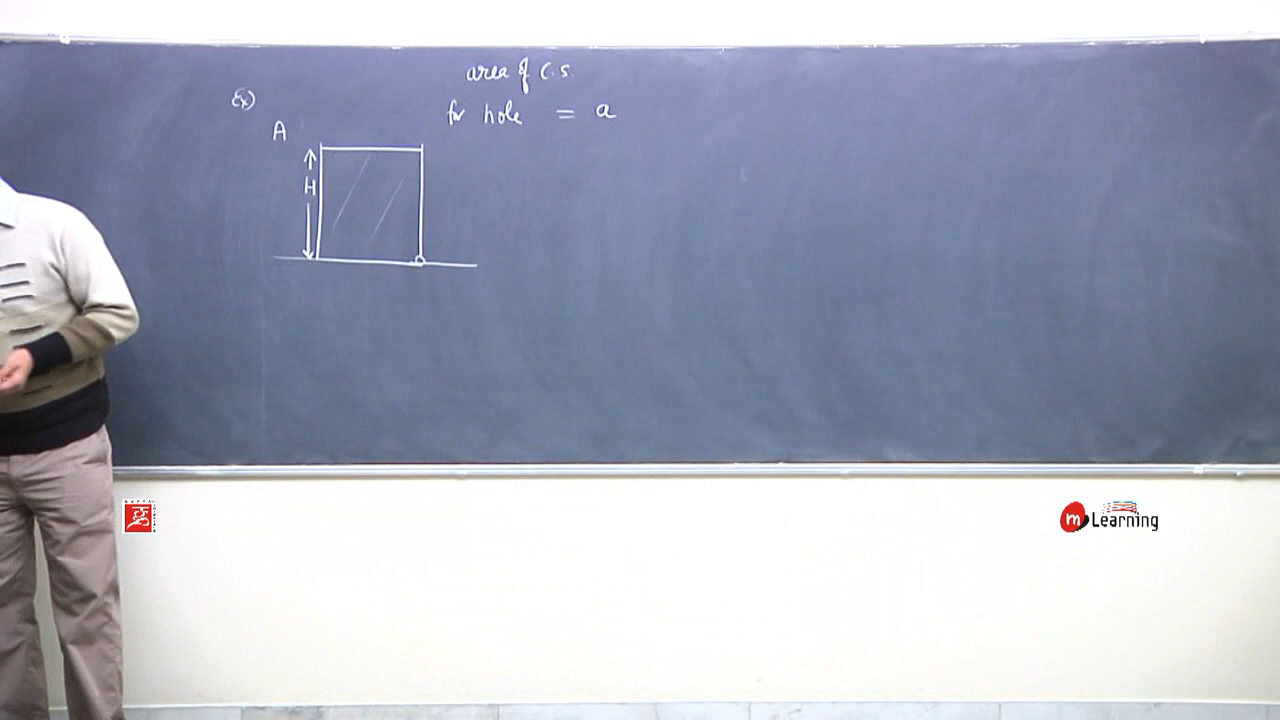 area of C.S.
Ex)
for hole = a
A
H
m Learning